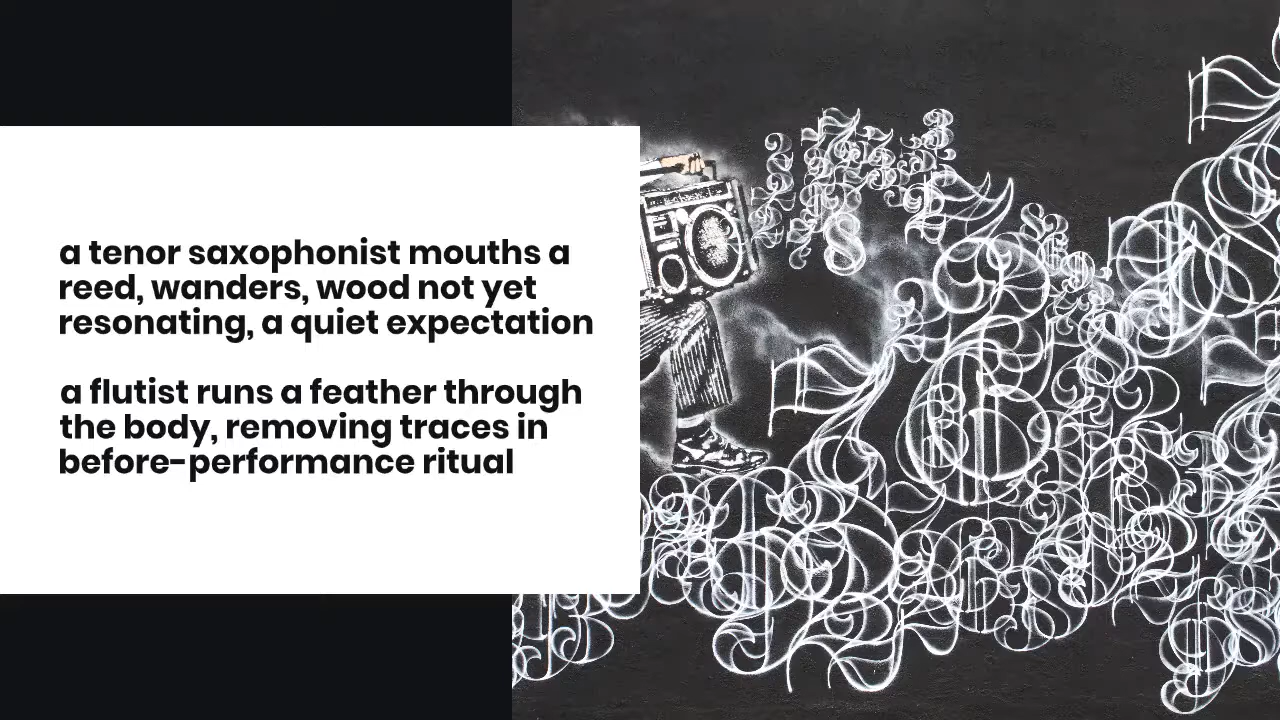 a tenor saxophonist mouths a
reed, wanders, wood not yet
resonating, a quiet expectation
a flutist runs a feather through
the body, removing traces in
before-performance ritual